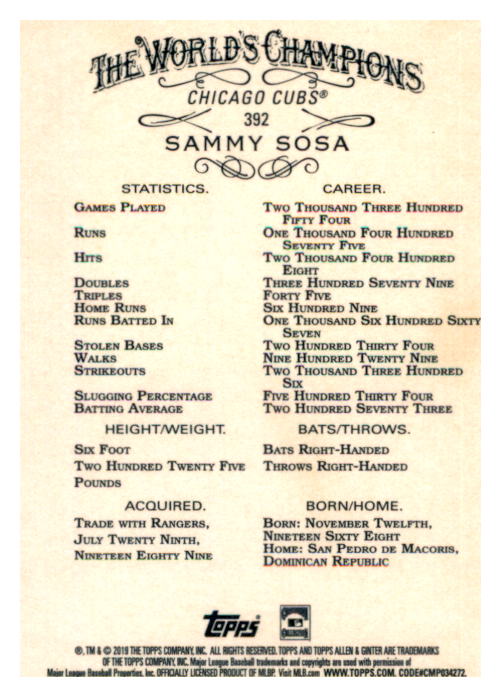 THE WORLD'S CHAMPIONS
CHICAGO CUBS®
392
SAMMY SOSA
STATISTICS. CAREER.
GAMES PLAYED TWO THOUSAND THREE HUNDRED
FIFTY FOUR
RUNS ONE THOUSAND FOUR HUNDRED
SEVENTY FIVE
HITS TWO THOUSAND FOUR HUNDRED
EIGHT
DOUBLES THREE HUNDRED SEVENTY NINE
TRIPLES FORTY FIVE
HOME RUNS SIX HUNDRED NINE
RUNS BATTED IN ONE THOUSAND SIX HUNDRED SIXTY
SEVEN
STOLEN BASES TWO HUNDRED THIRTY FOUR
WALKS NINE HUNDRED TWENTY NINE
STRIKEOUTS TWO THOUSAND THREE HUNDRED
SIX
SLUGGING PERCENTAGE FIVE HUNDRED THIRTY FOUR
BATTING AVERAGE TWO HUNDRED SEVENTY THREE
HEIGHT/WEIGHT. BATS/THROWS.
SIX FOOT BATS RIGHT-HANDED
TWO HUNDRED TWENTY FIVE THROWS RIGHT-HANDED
POUNDS
ACQUIRED. BORN/HOME.
TRADE WITH RANGERS, BORN: NOVEMBER TWELFTH,
JULY TWENTY NINTH, NINETEEN SIXTY EIGHT
NINETEEN EIGHTY NINE HOME: SAN PEDRO DE MACORIS,
DOMINICAN REPUBLIC
Topps
®, TM & © 2019 THE TOPPS COMPANY, INC. ALL RIGHTS RESERVED. TOPPS AND TOPPS ALLEN & GINTER ARE TRADEMARKS
OF THE TOPPS COMPANY, INC. Major League Baseball trademarks and copyrights are used with permission of
Major League Baseball Properties, Inc. OFFICIALLY LICENSED PRODUCT OF MLBP. Visit MLB.com WWW.TOPPS.COM. CODE#CMP034272.